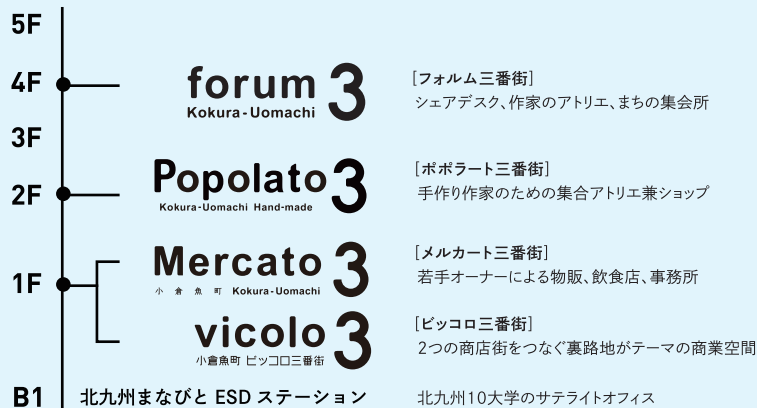 5F
4F
forum 3
Kokura-Uomachi
[フォルム三番街]
シェアデスク、作家のアトリエ、まちの集会所
3F
2F
Popolato 3
Kokura-Uomachi Hand-made
[ポポラート三番街]
手作り作家のための集合アトリエ兼ショップ
1F
Mercato 3
小倉魚町 Kokura-Uomachi
[メルカート三番街]
若手オーナーによる物販、飲食店、事務所
vicolo 3
小倉魚町 ビッコロ三番街
[ビッコロ三番街]
2つの商店街をつなぐ裏路地がテーマの商業空間
B1
北九州まなびと ESD ステーション
北九州10大学のサテライトオフィス